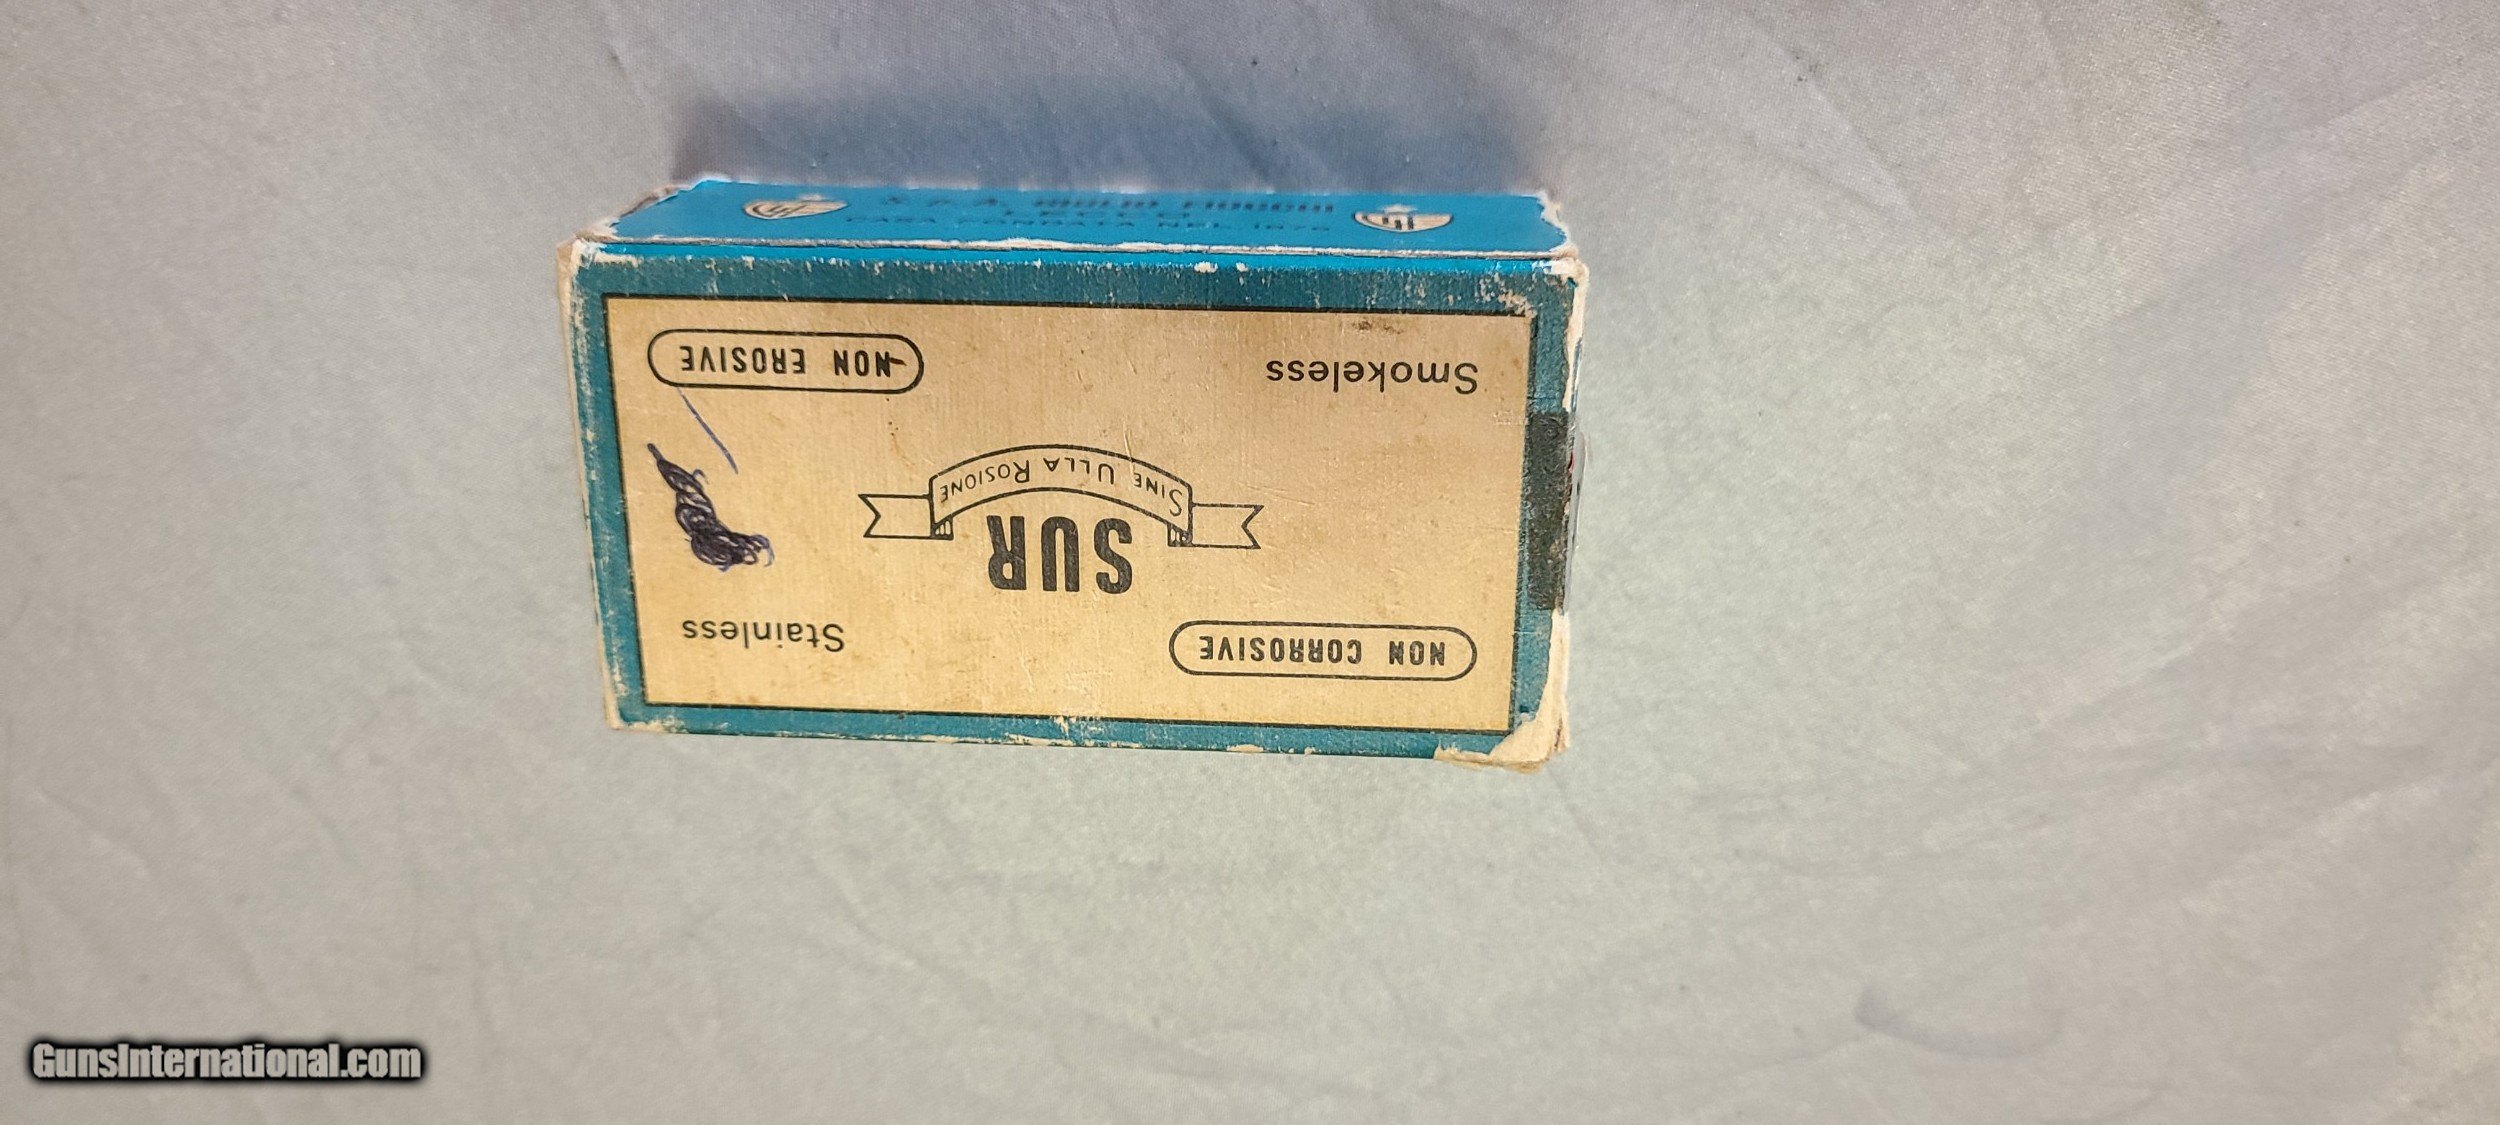 S. p. A. GIULIO FIOCCHI
LECCO
CASA FONDATA NEL 1876
NON CORROSIVE
Stainless
SUR
SINE ULLA ROSIONE
Smokeless
NON EROSIVE
GunsInternational.com